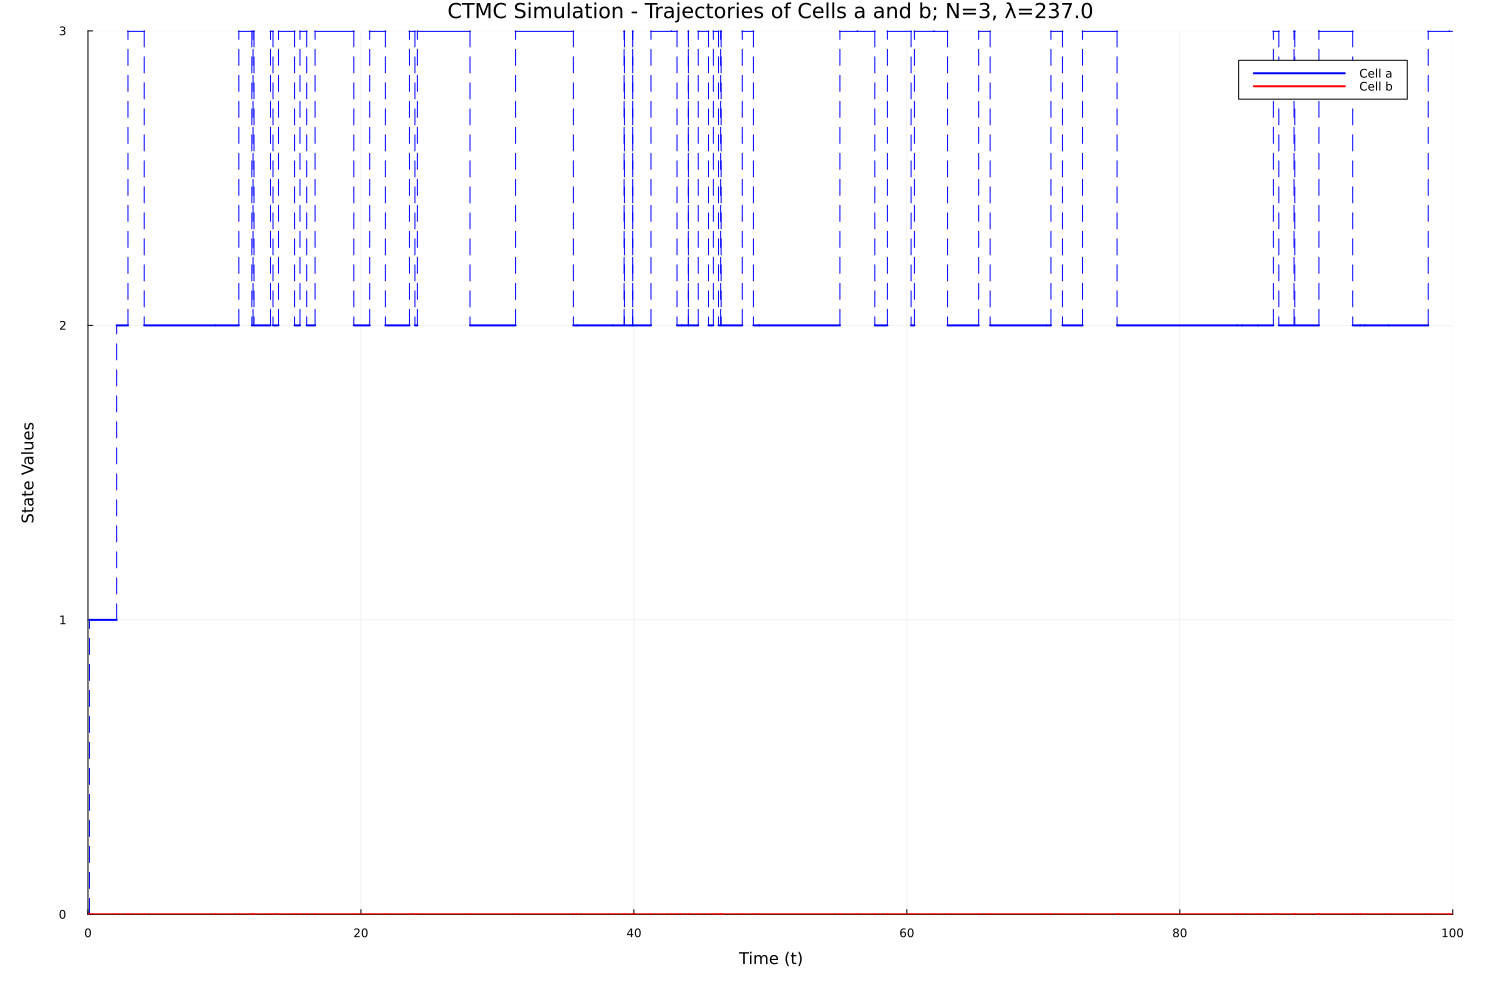 CTMC Simulation - Trajectories of Cells a and b; N=3, λ=237.0
3
Cell a
Cell b
2
State Values
1
0
0 20 40 60 80 100
Time (t)